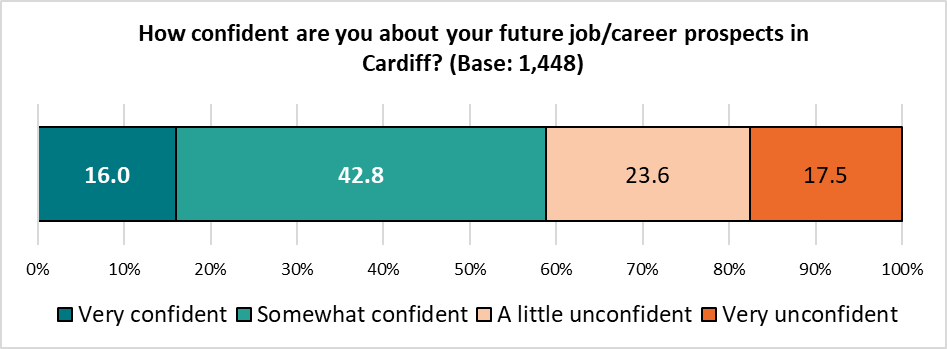 How confident are you about your future job/career prospects in
Cardiff? (Base: 1,448)
16.0 42.8 23.6 17.5
0% 10% 20% 30% 40% 50% 60% 70% 80% 90% 100%
Very confident Somewhat confident A little unconfident Very unconfident